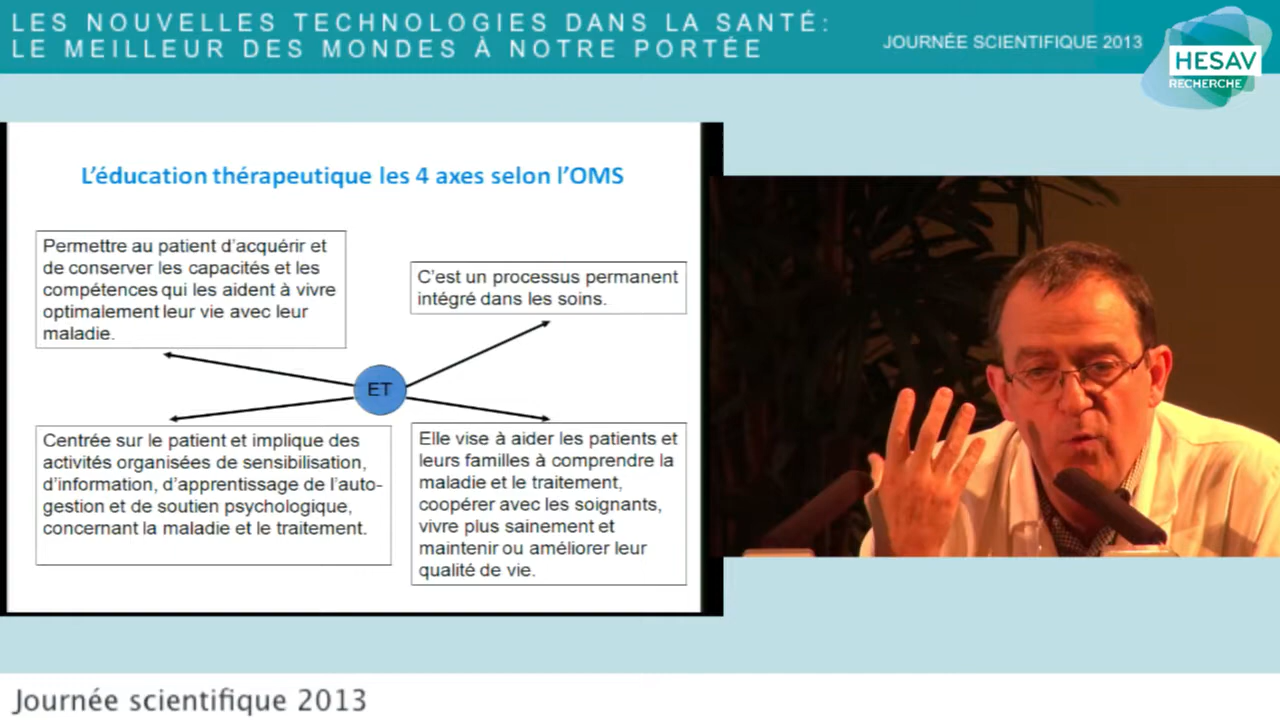 LES NOUVELLES TECHNOLOGIES DANS LA SANTÉ:
LE MEILLEUR DES MONDES À NOTRE PORTÉE
JOURNÉE SCIENTIFIQUE 2013
HESAV
RECHERCHE
L'éducation thérapeutique les 4 axes selon l'OMS
Permettre au patient d'acquérir et
de conserver les capacités et les
compétences qui les aident à vivre
optimalement leur vie avec leur
maladie.
C'est un processus permanent
intégré dans les soins.
ET
Centrée sur le patient et implique des
activités organisées de sensibilisation,
d'information, d'apprentissage de l'auto-
gestion et de soutien psychologique,
concernant la maladie et le traitement.
Elle vise à aider les patients et
leurs familles à comprendre la
maladie et le traitement,
coopérer avec les soignants,
vivre plus sainement et
maintenir ou améliorer leur
qualité de vie.
Journée scientifique 2013